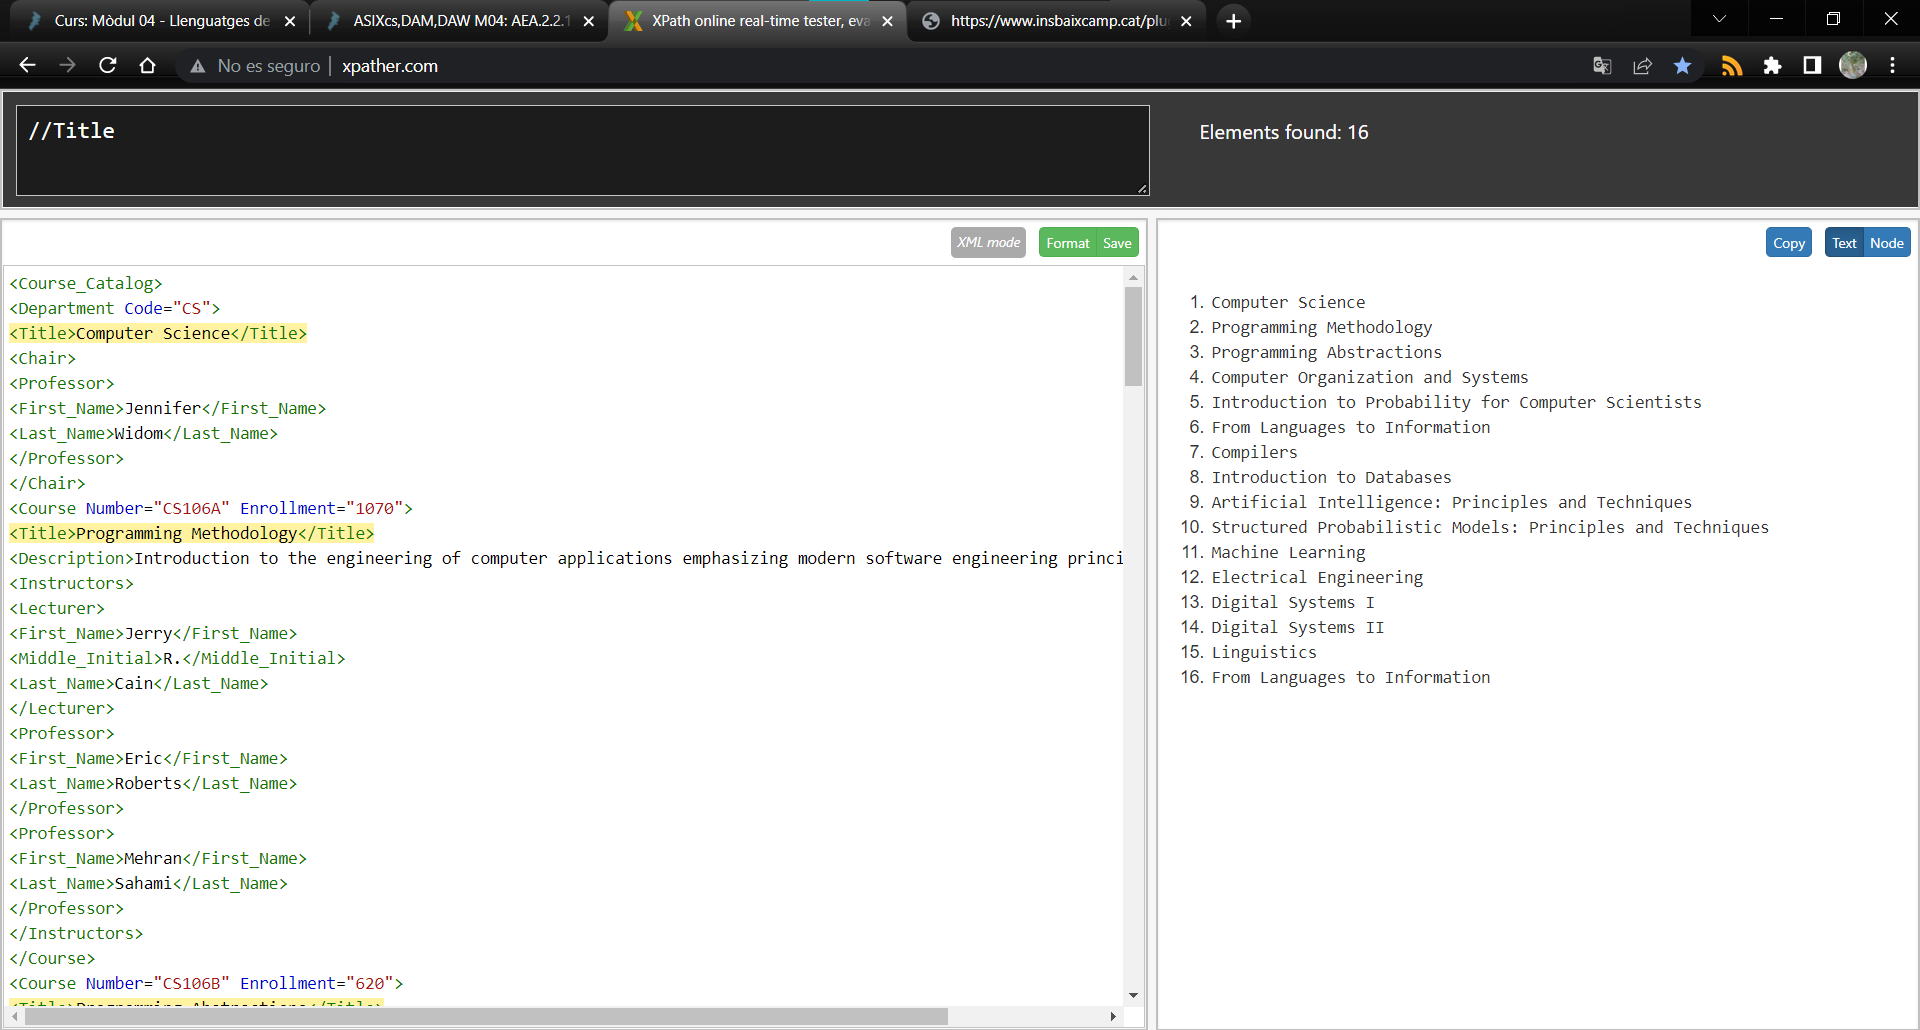 Curs: Mòdul 04 - Llenguatges de
ASIXcs,DAM,DAW M04: AEA.2.2.1
XPath online real-time tester, eva
https://www.insbaixcamp.cat/plu
No es seguro
xpather.com
//Title
Elements found: 16
XML mode
Format
Save
Copy
Text
Node
<Course_Catalog>
<Department Code="CS">
<Title>Computer Science</Title>
<Chair>
<Professor>
<First_Name>Jennifer</First_Name>
<Last_Name>Widom</Last_Name>
</Professor>
</Chair>
<Course Number="CS106A" Enrollment="1070">
<Title>Programming Methodology</Title>
<Description>Introduction to the engineering of computer applications emphasizing modern software engineering princi
<Instructors>
<Lecturer>
<First_Name>Jerry</First_Name>
<Middle_Initial>R.</Middle_Initial>
<Last_Name>Cain</Last_Name>
</Lecturer>
<Professor>
<First_Name>Eric</First_Name>
<Last_Name>Roberts</Last_Name>
</Professor>
<Professor>
<First_Name>Mehran</First_Name>
<Last_Name>Sahami</Last_Name>
</Professor>
</Instructors>
</Course>
<Course Number="CS106B" Enrollment="620">
<Title>Programming Abstractions</Title>
1. Computer Science
2. Programming Methodology
3. Programming Abstractions
4. Computer Organization and Systems
5. Introduction to Probability for Computer Scientists
6. From Languages to Information
7. Compilers
8. Introduction to Databases
9. Artificial Intelligence: Principles and Techniques
10. Structured Probabilistic Models: Principles and Techniques
11. Machine Learning
12. Electrical Engineering
13. Digital Systems I
14. Digital Systems II
15. Linguistics
16. From Languages to Information